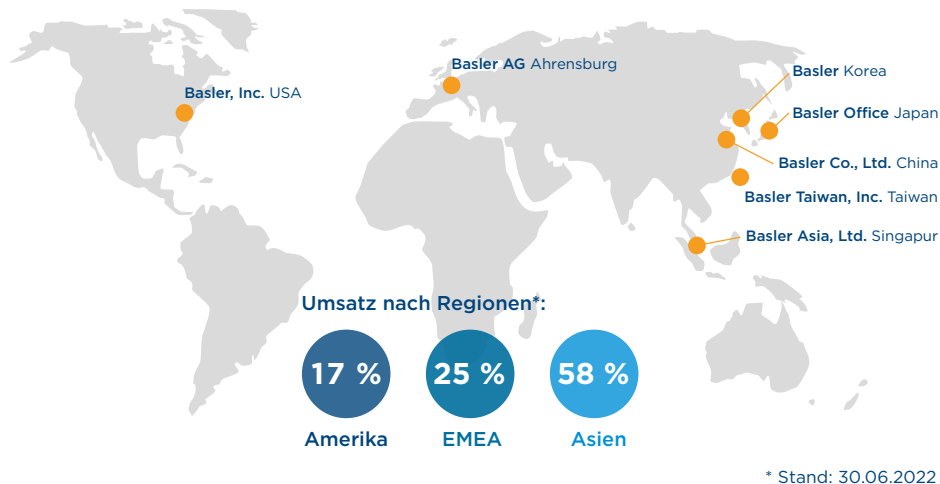 Basler AG Ahrensburg
Basler, Inc. USA
Basler Korea
Basler Office Japan
Basler Co., Ltd. China
Basler Taiwan, Inc. Taiwan
Basler Asia, Ltd. Singapur
Umsatz nach Regionen*:
17 % 25 % 58 %
Amerika EMEA Asien
* Stand: 30.06.2022